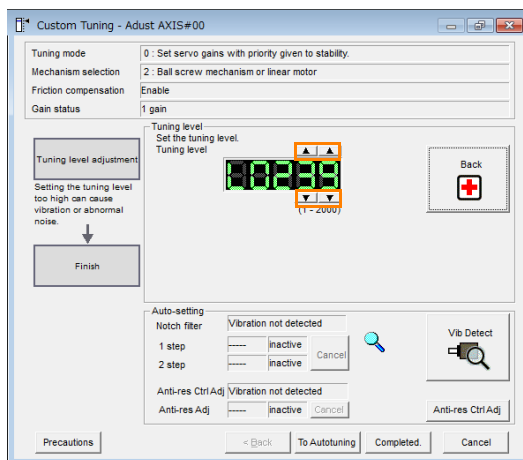 Custom Tuning - Adust AXIS#00
Tuning mode
0 : Set servo gains with priority given to stability.
Mechanism selection
2 : Ball screw mechanism or linear motor
Friction compensation
Enable
Gain status
1 gain
Tuning level
Set the tuning level.
Tuning level
L0239
(1 - 2000)
Tuning level adjustment
Setting the tuning level
too high can cause
vibration or abnormal
noise.
Finish
Back
Auto-setting
Notch filter
Vibration not detected
1 step
-----
inactive
2 step
-----
inactive
Cancel
Vib Detect
Anti-res Ctrl Adj
Vibration not detected
Anti-res Adj
-----
inactive
Cancel
Anti-res Ctrl Adj
Precautions
< Back
To Autotuning
Completed.
Cancel